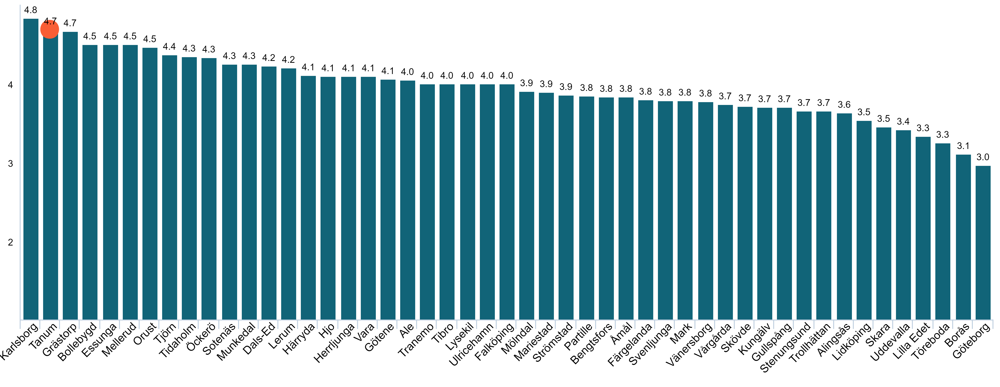 4.8 4.7 4.7 4.5 4.5 4.5 4.5 4.4 4.3 4.3 4.3 4.3 4.2 4.2 4.1 4.1 4.1 4.1 4.1 4.0 4.0 4.0 4.0 4.0 4.0 3.9 3.9 3.9 3.8 3.8 3.8 3.8 3.8 3.8 3.8 3.7 3.7 3.7 3.7 3.7 3.7 3.6 3.5 3.5 3.4 3.3 3.3 3.1 3.0
4
3
2
Karlsborg
Tanum
Grästorp
Bollebygd
Essunga
Mellerud
Orust
Tjörn
Tidaholm
Öckerö
Sotenäs
Munkedal
Dals-Ed
Lerum
Härryda
Hjo
Herrljunga
Vara
Götene
Ale
Tranemo
Tibro
Lysekil
Ulricehamn
Falköping
Mölndal
Mariestad
Strömstad
Partille
Bengtsfors
Åmål
Färgelanda
Svenljunga
Mark
Vänersborg
Vårgårda
Skövde
Kungälv
Gullspång
Stenungsund
Trollhättan
Alingsås
Lidköping
Skara
Uddevalla
Lilla Edet
Töreboda
Borås
Göteborg